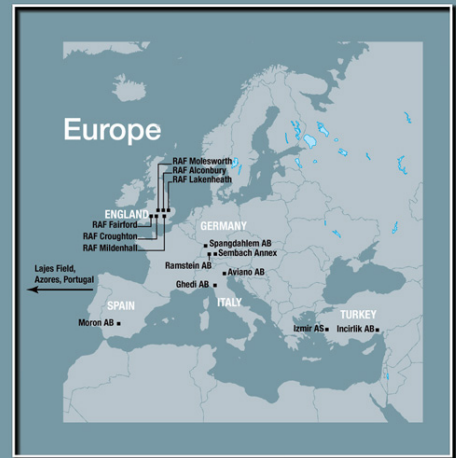 Europe
RAF Molesworth
RAF Alconbury
RAF Lakenheath
ENGLAND
RAF Fairford
RAF Croughton
RAF Mildenhall
GERMANY
Spangdahlem AB
Sembach Annex
Ramstein AB
Aviano AB
Ghedi AB
ITALY
Lajes Field,
Azores, Portugal
SPAIN
Moron AB
TURKEY
Izmir AS
Incirlik AB